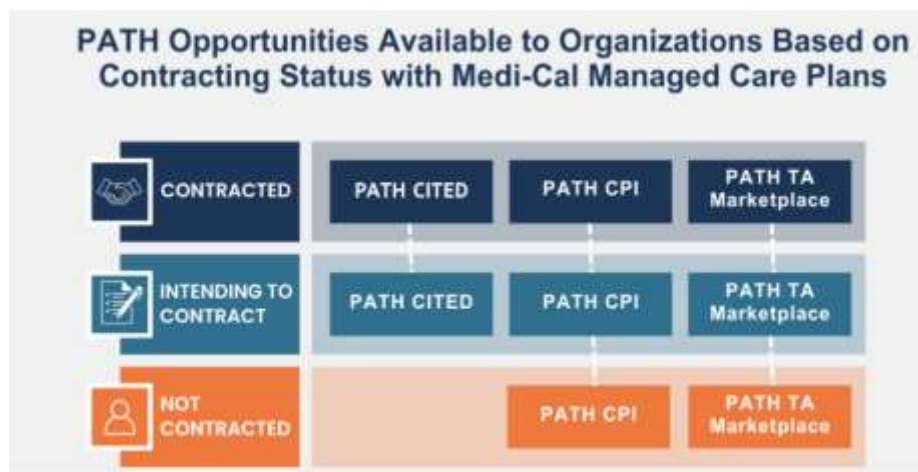 PATH Opportunities Available to Organizations Based on
Contracting Status with Medi-Cal Managed Care Plans
CONTRACTED
PATH CITED
PATH CPI
PATH TA
Marketplace
INTENDING TO
CONTRACT
PATH CITED
PATH CPI
PATH TA
Marketplace
NOT
CONTRACTED
PATH CPI
PATH TA
Marketplace